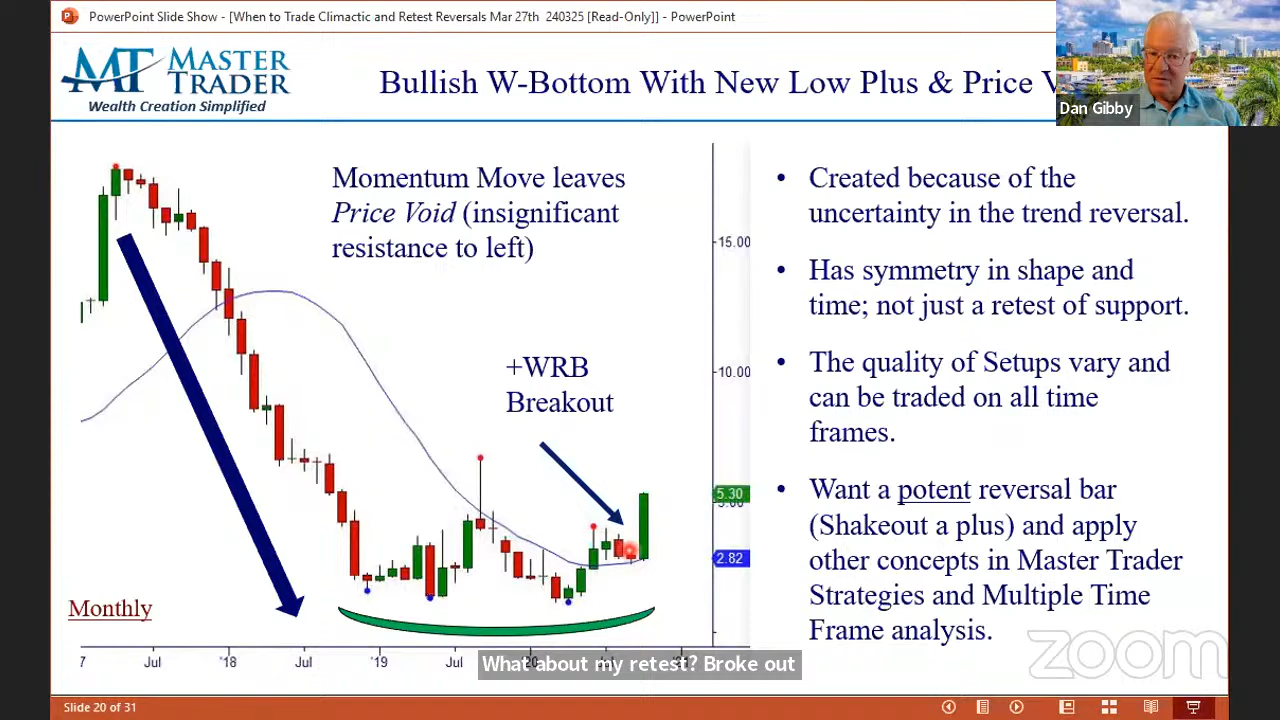 PowerPoint Slide Show - [When to Trade Climactic and Retest Reversals Mar 27th 240325 [Read-Only]] - PowerPoint
MT MASTER TRADER
Wealth Creation Simplified
Bullish W-Bottom With New Low Plus & Price V
Dan Gibby
Momentum Move leaves
Price Void (insignificant
resistance to left)
15.00
10.00
+WRB
Breakout
5.30
5.00
2.82
Monthly
7 Jul '18 Jul '19 Jul '20
• Created because of the
uncertainty in the trend reversal.
• Has symmetry in shape and
time; not just a retest of support.
• The quality of Setups vary and
can be traded on all time
frames.
• Want a potent reversal bar
(Shakeout a plus) and apply
other concepts in Master Trader
Strategies and Multiple Time
Frame analysis.
zoom
What about my retest? Broke out
Slide 20 of 31